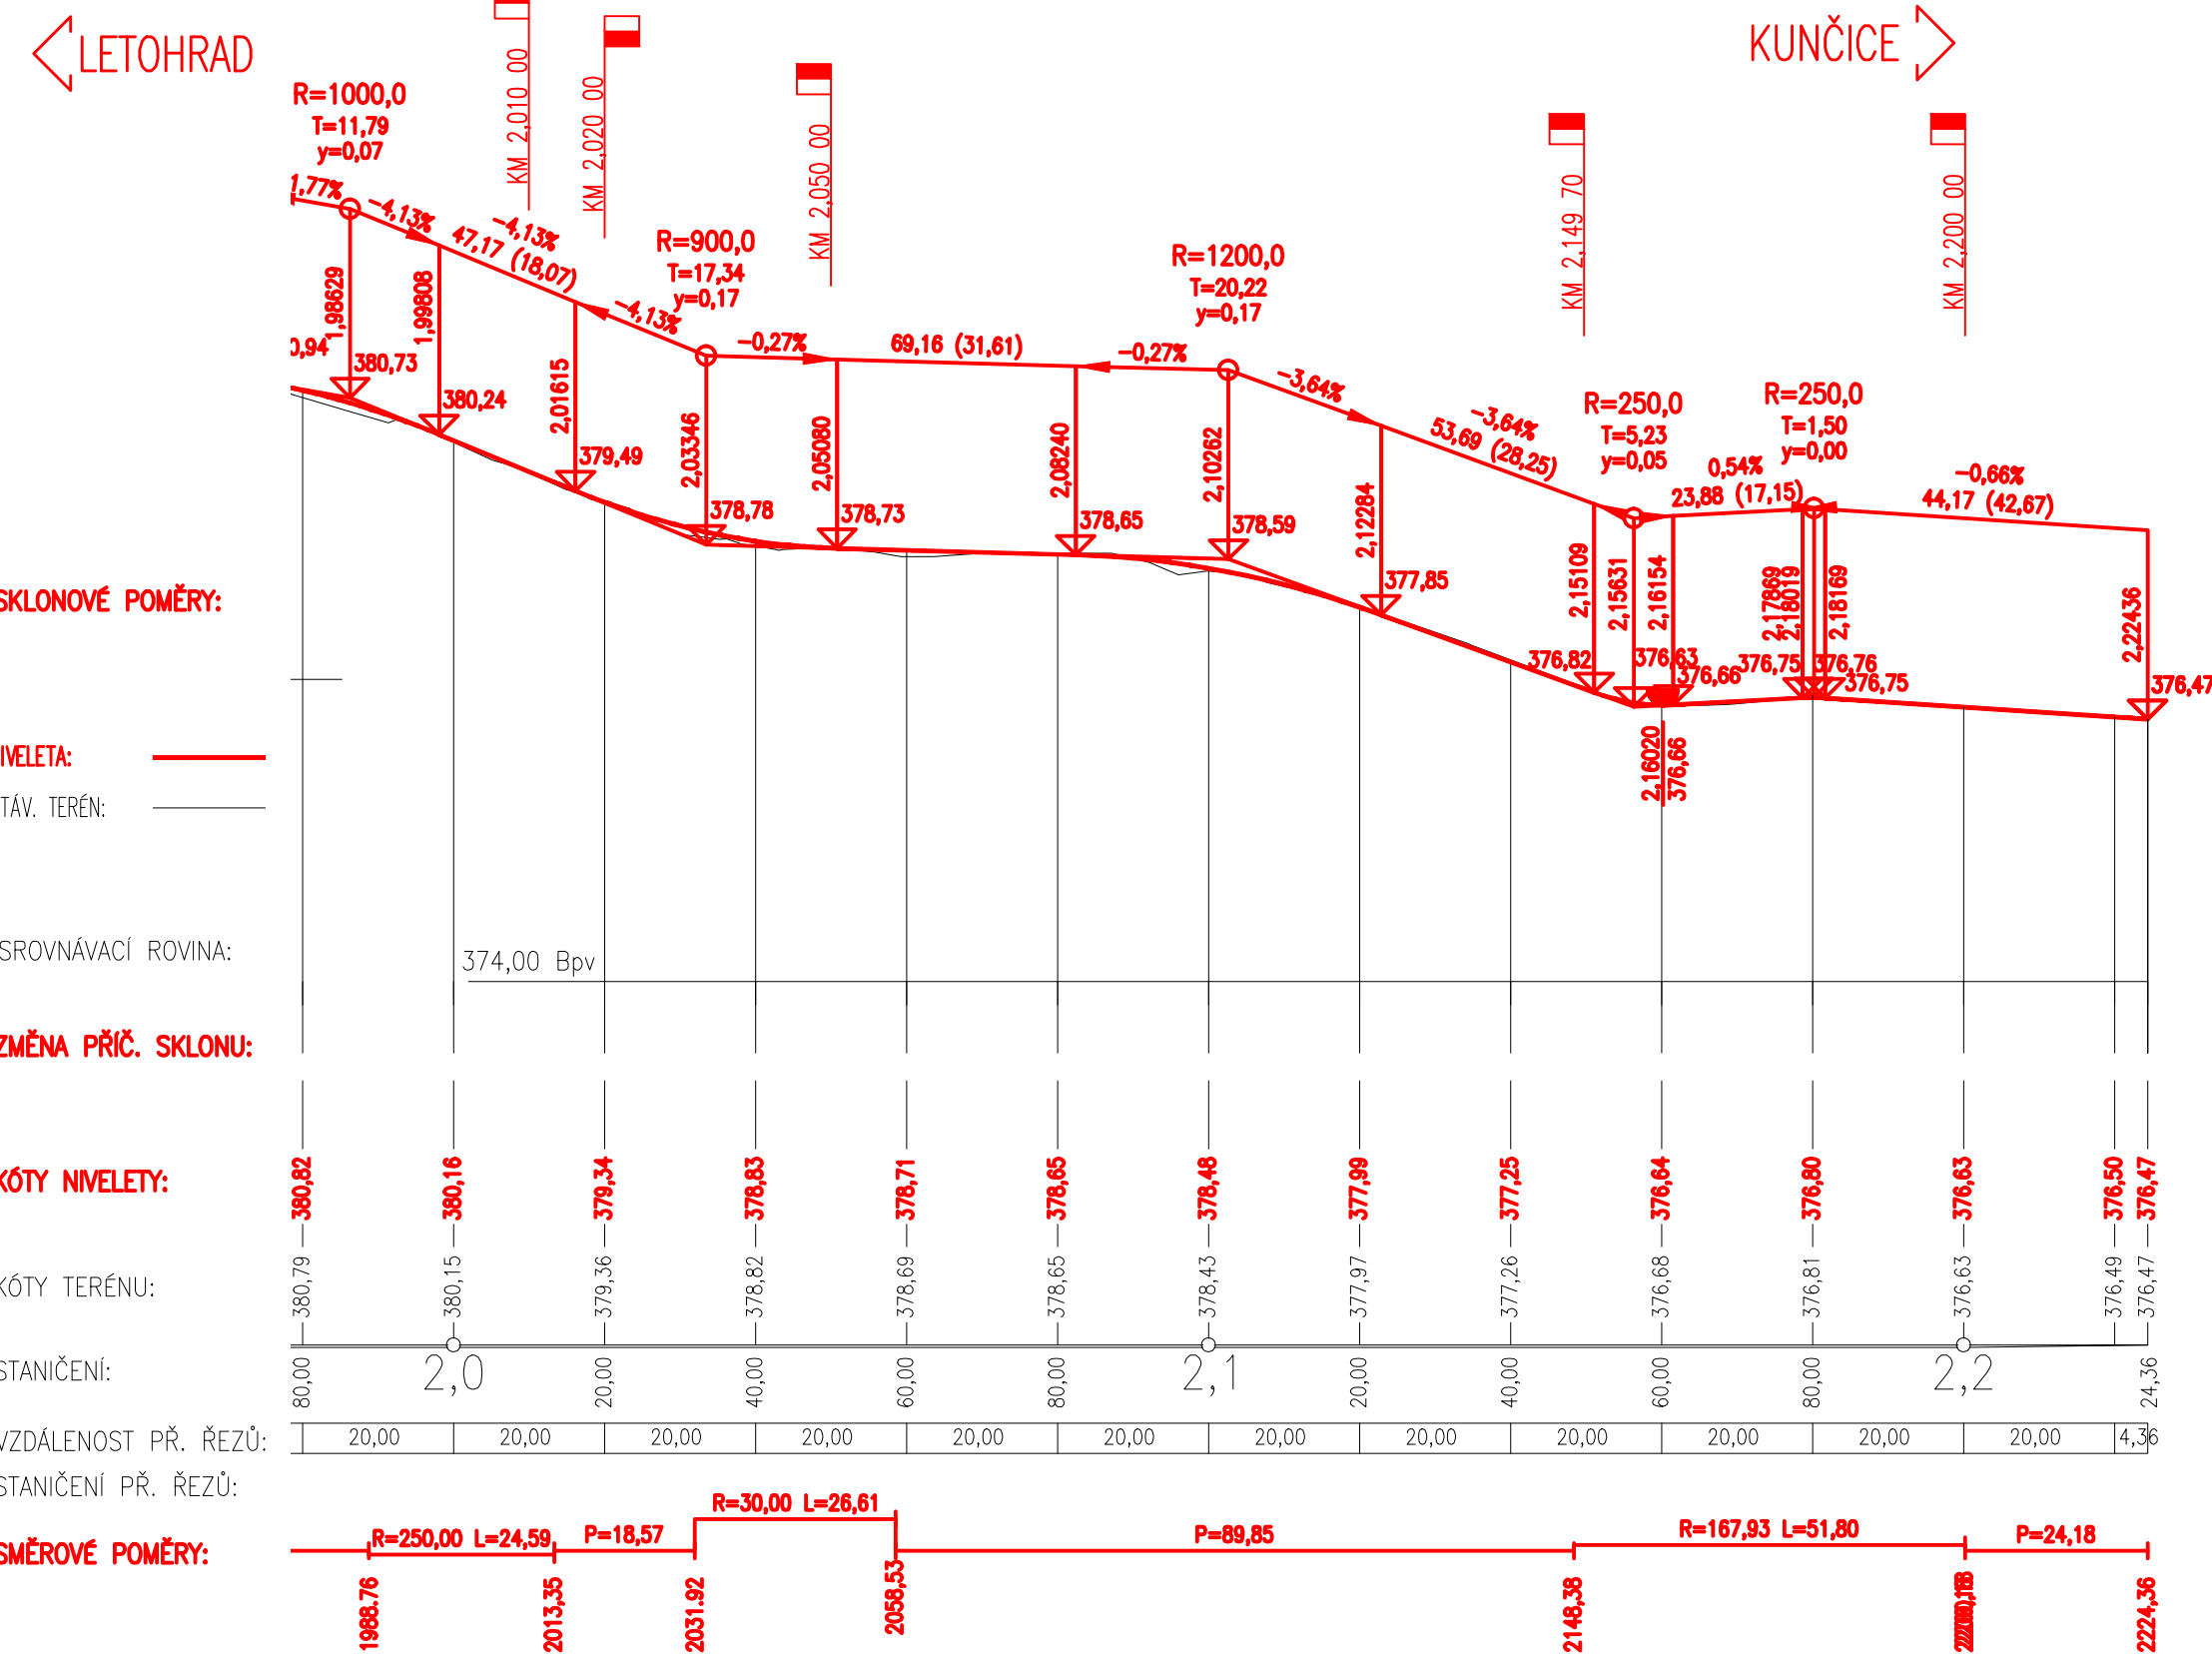 LETOHRAD
KUNČICE
KM 2,010 00
KM 2,020 00
KM 2,050 00
KM 2,149 70
KM 2,200 00
R=1000,0
T=11,79
y=0,07
R=900,0
T=17,34
y=0,17
R=1200,0
T=20,22
y=0,17
R=250,0
T=5,23
y=0,05
R=250,0
T=1,50
y=0,00
1,77%
-4,13%
-4,13%
47,17 (18,07)
-4,13%
-0,27%
69,16 (31,61)
-0,27%
-3,64%
-3,64%
53,69 (28,25)
0,54%
23,88 (17,15)
-0,66%
44,17 (42,67)
1,98629
1,99808
2,01615
2,03346
2,05080
2,08240
2,10262
2,12284
2,15109
2,15631
2,16154
2,17869
2,18019
2,18169
2,22436
0,94
380,73
380,24
379,49
378,78
378,73
378,65
378,59
377,85
376,82
376,63
376,66
376,75
376,76
376,75
376,47
2,16020
376,66
SKLONOVÉ POMĚRY:
IVELETA:
TÁV. TERÉN:
SROVNÁVACÍ ROVINA:
374,00 Bpv
ZMĚNA PŘÍČ. SKLONU:
KÓTY NIVELETY:
380,82 380,16 379,34 378,83 378,71 378,65 378,48 377,99 377,25 376,64 376,80 376,63 376,50 376,47
KÓTY TERÉNU:
380,79 380,15 379,36 378,82 378,69 378,65 378,43 377,97 377,26 376,68 376,81 376,63 376,49 376,47
STANIČENÍ:
80,00 2,0 20,00 40,00 60,00 80,00 2,1 20,00 40,00 60,00 80,00 2,2 24,36
VZDÁLENOST PŘ. ŘEZŮ:
20,00 20,00 20,00 20,00 20,00 20,00 20,00 20,00 20,00 20,00 20,00 20,00 4,36
STANIČENÍ PŘ. ŘEZŮ:
SMĚROVÉ POMĚRY:
R=250,00 L=24,59
P=18,57
R=30,00 L=26,61
P=89,85
R=167,93 L=51,80
P=24,18
1988.76
2013,35
2031.92
2058,53
2148,38
2224,36